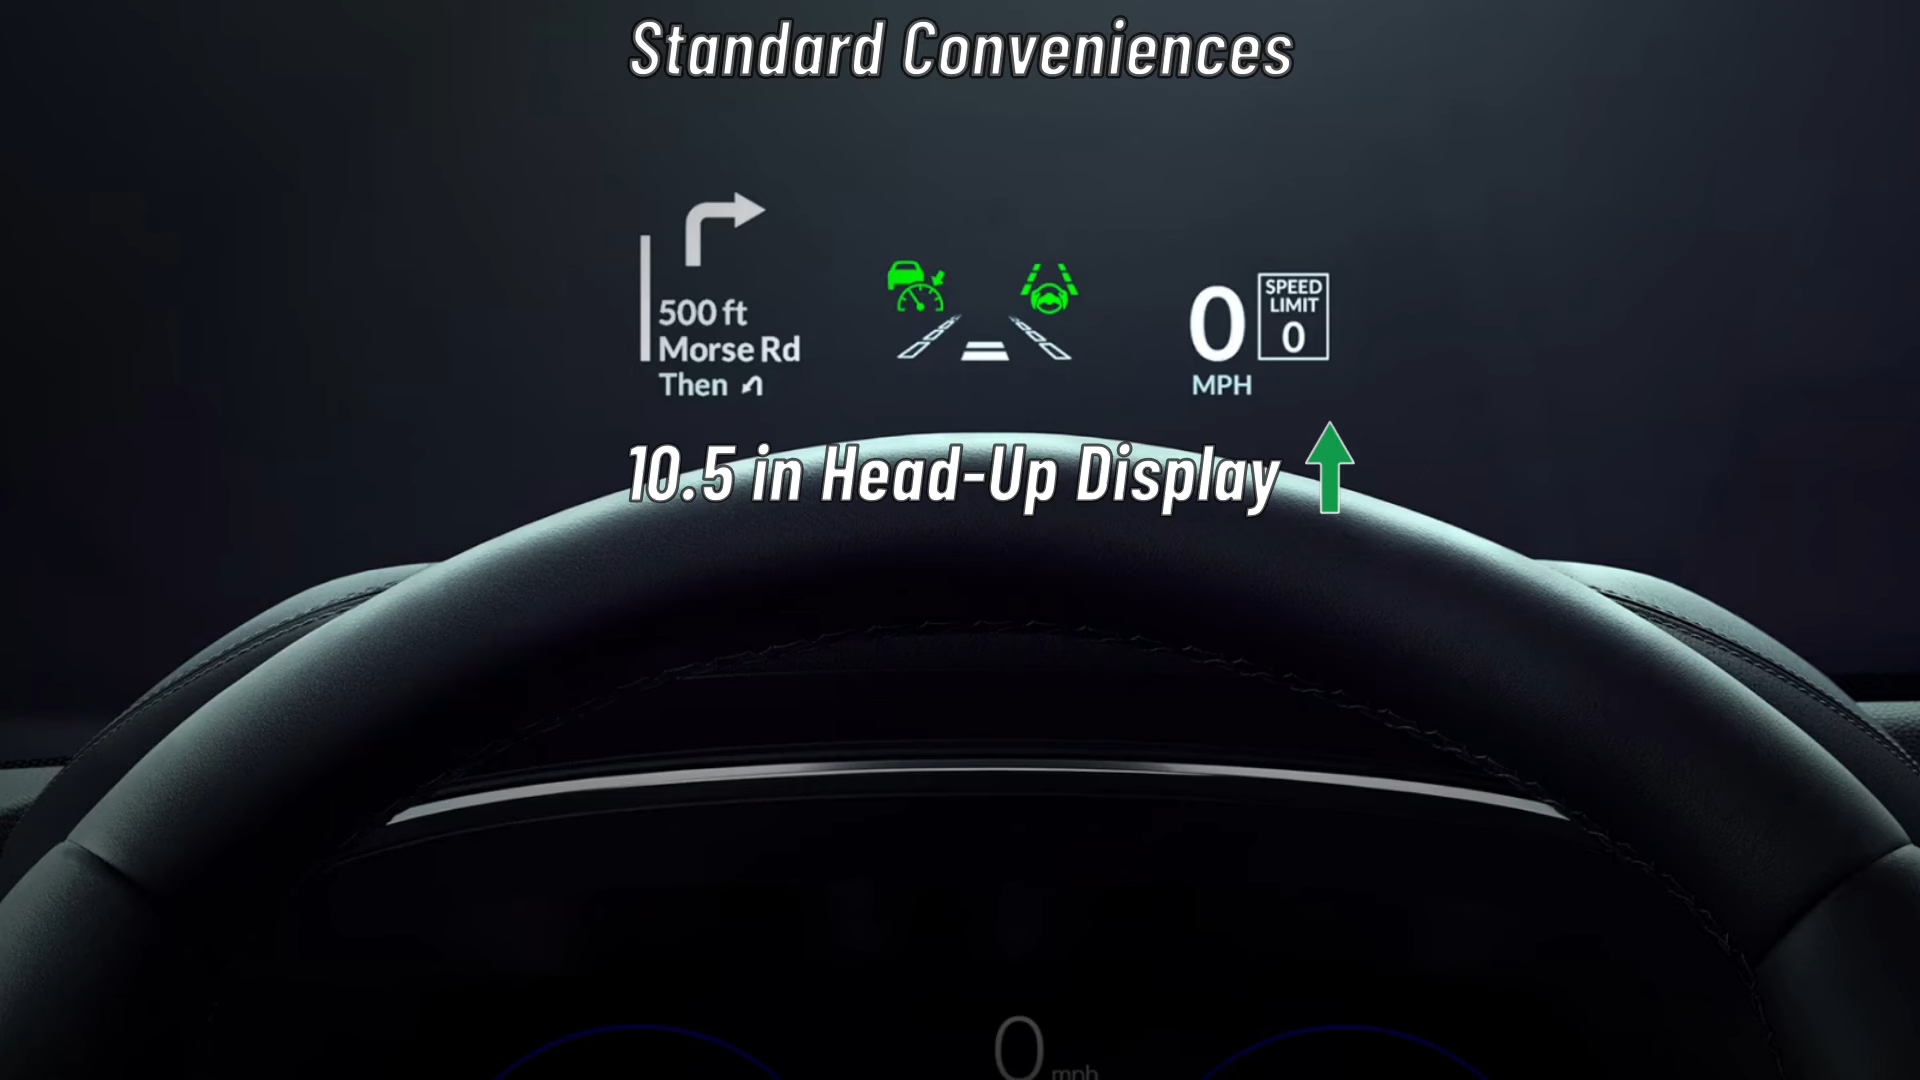 Standard Conveniences
500 ft
Morse Rd
Then
0
MPH
SPEED
LIMIT
0
10.5 in Head-Up Display
0 mph